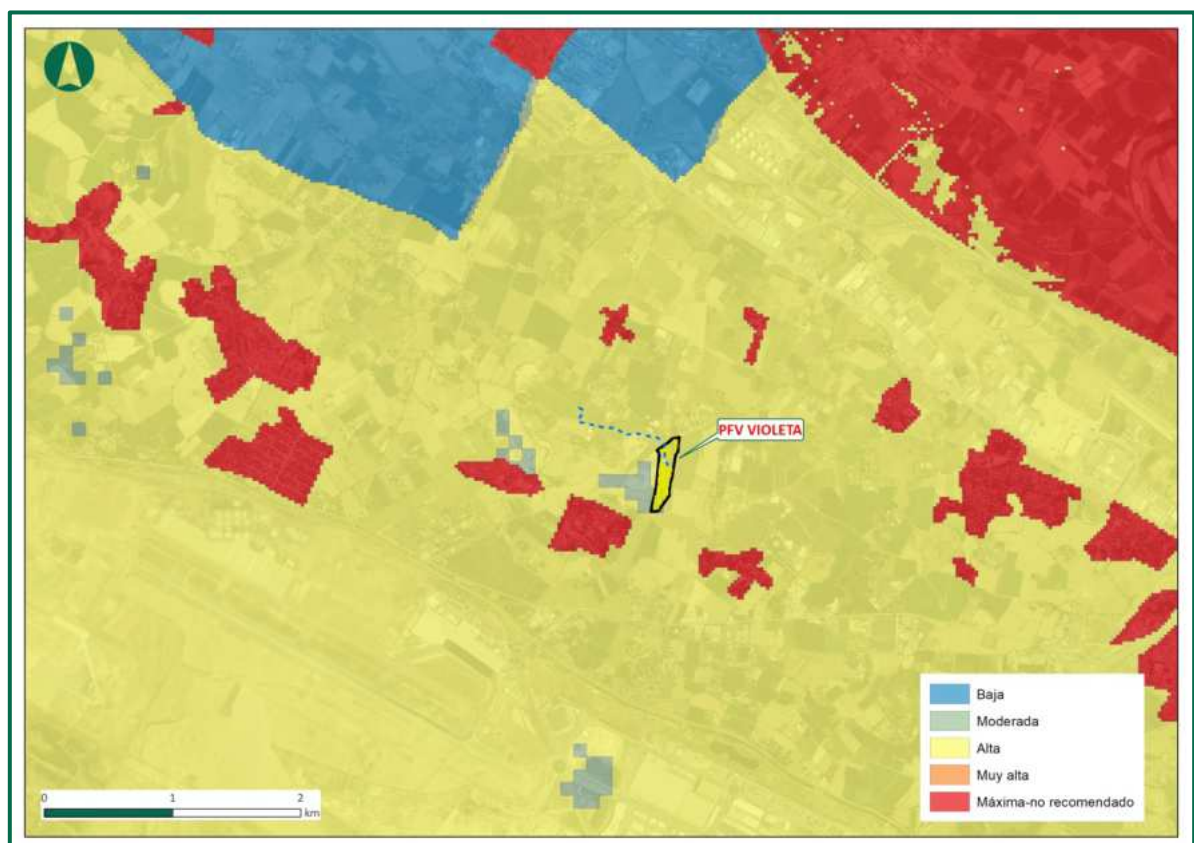 PFV VIOLETA
Baja
Moderada
Alta
Muy alta
Máxima-no recomendado
0 1 2
km